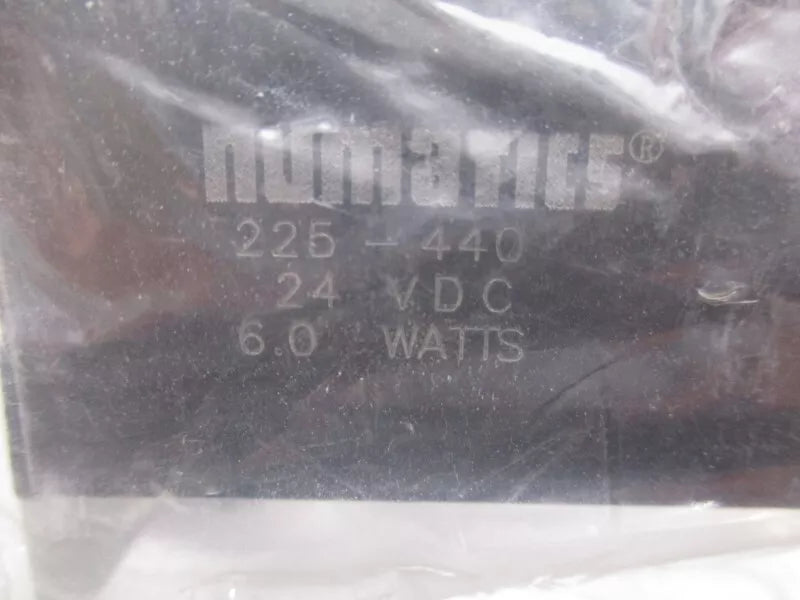 numatics®
225 - 440
24 VDC
6.0 WATTS